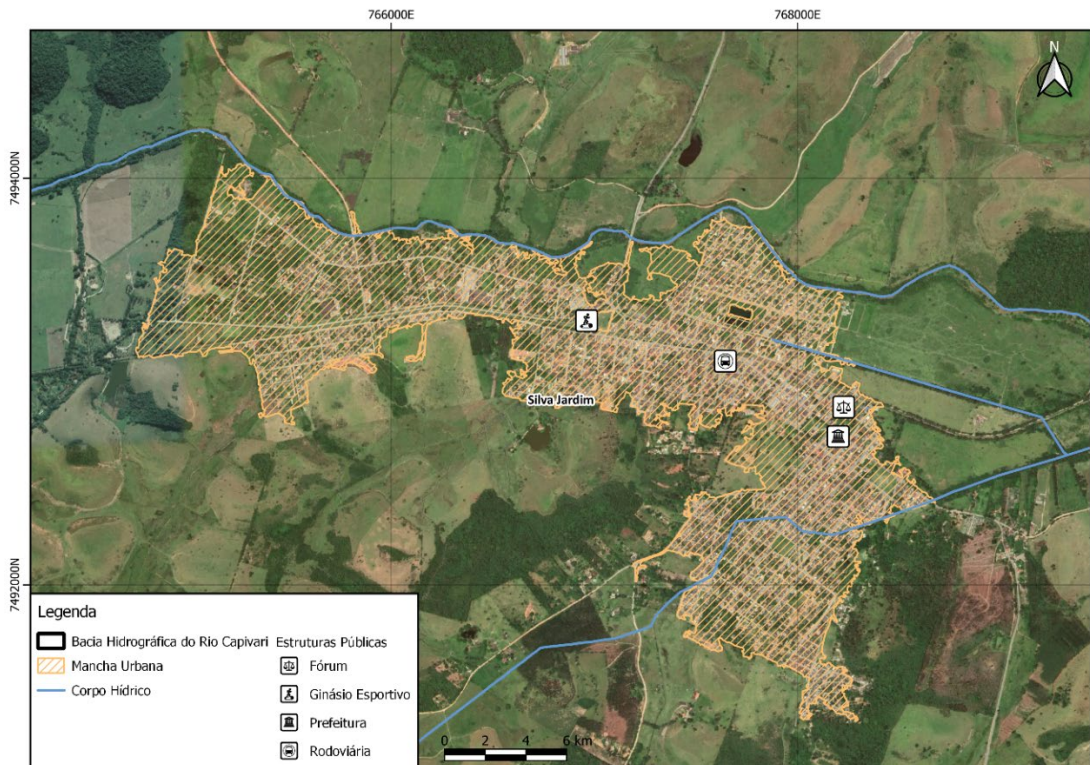 766000E
768000E
N
7494000N
7492000N
Silva Jardim
Legenda
Bacia Hidrográfica do Rio Capivari
Mancha Urbana
Corpo Hídrico
Estruturas Públicas
Fórum
Ginásio Esportivo
Prefeitura
Rodoviária
0 2 4 6 km